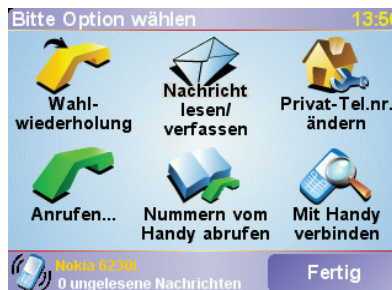 Bitte Option wählen 13:56
Wahl-
wiederholung
Nachricht
lesen/
verfassen
Privat-Tel.nr.
ändern
Anrufen...
Nummern vom
Handy abrufen
Mit Handy
verbinden
Nokia 6230i
0 ungelesene Nachrichten
Fertig